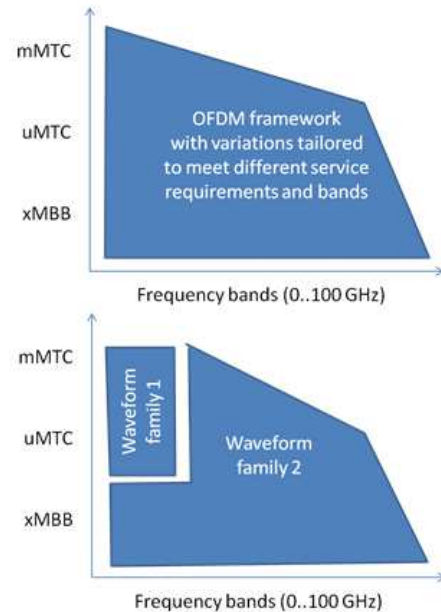 mMTC
uMTC
xMBB
OFDM framework
with variations tailored
to meet different service
requirements and bands
Frequency bands (0..100 GHz)
mMTC
uMTC
xMBB
Waveform
family 1
Waveform
family 2
Frequency bands (0..100 GHz)